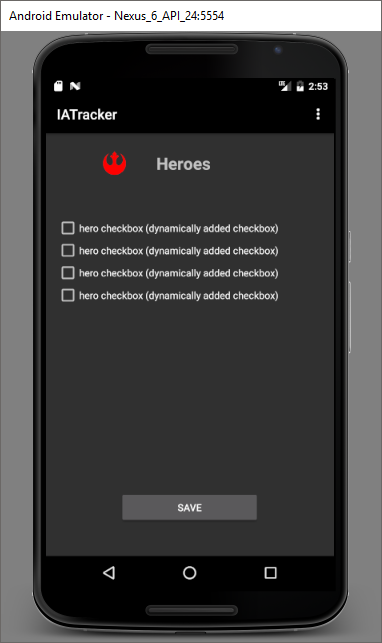 Android Emulator - Nexus_6_API_24:5554
LTE 2:53
IATracker
Heroes
hero checkbox (dynamically added checkbox)
hero checkbox (dynamically added checkbox)
hero checkbox (dynamically added checkbox)
hero checkbox (dynamically added checkbox)
SAVE